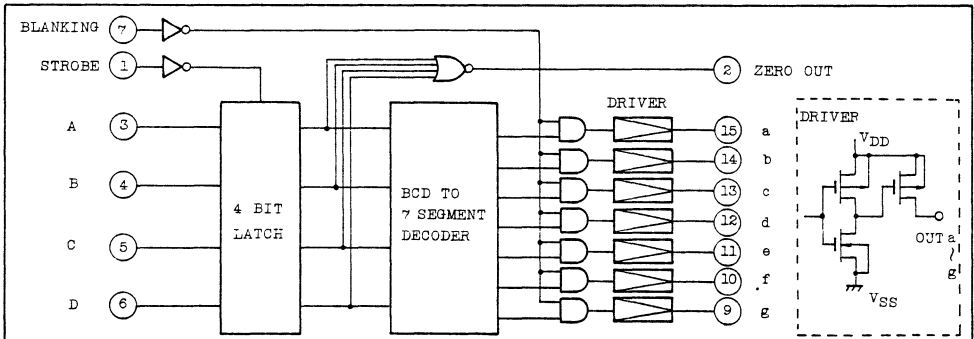 BLANKING 7
STROBE 1
2 ZERO OUT
DRIVER
A 3
15 a
B 4
14 b
13 c
12 d
C 5
11 e
10 f
D 6
9 g
4 BIT
LATCH
BCD TO
7 SEGMENT
DECODER
DRIVER
VDD
OUT a
~
g
VSS